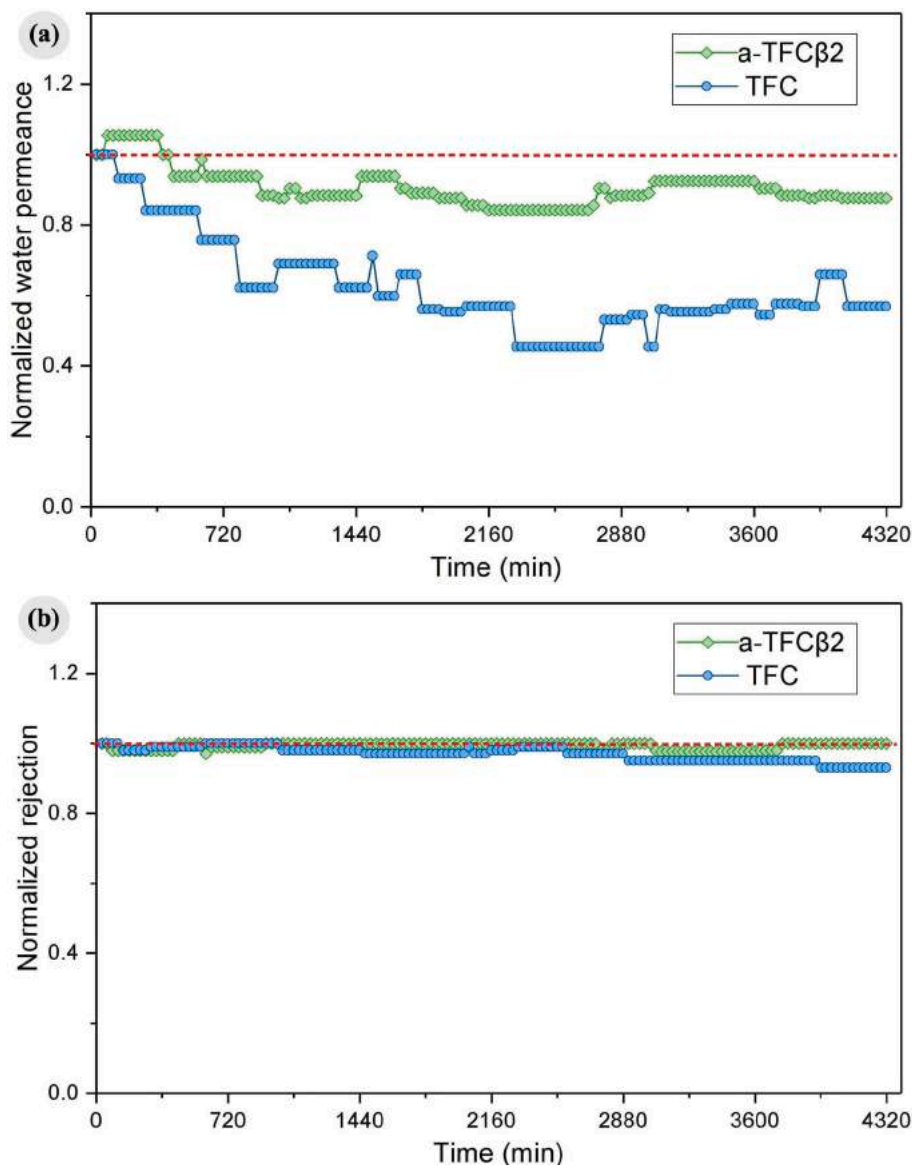 (a)
a-TFCβ2
TFC
Normalized water permeance
1.2
0.8
0.4
0.0
0 720 1440 2160 2880 3600 4320
Time (min)
(b)
a-TFCβ2
TFC
Normalized rejection
1.2
0.8
0.4
0.0
0 720 1440 2160 2880 3600 4320
Time (min)